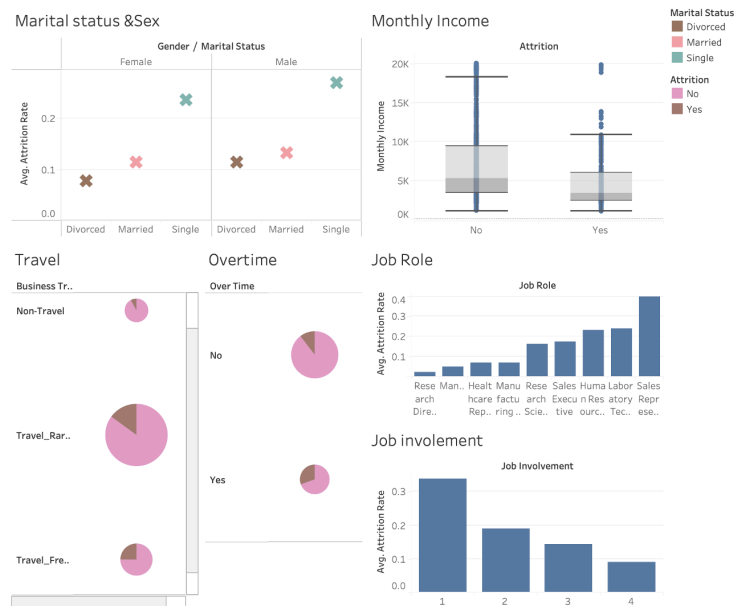 Marital status &Sex
Gender / Marital Status
Female
Male
Avg. Attrition Rate
0.2
0.1
0.0
Divorced
Married
Single
Divorced
Married
Single
Monthly Income
Attrition
Monthly Income
20K
15K
10K
5K
0K
No
Yes
Marital Status
Divorced
Married
Single
Attrition
No
Yes
Travel
Business Tr..
Non-Travel
Travel_Rar..
Travel_Fre..
Overtime
Over Time
No
Yes
Job Role
Job Role
Avg. Attrition Rate
0.4
0.3
0.2
0.1
Rese Man.. Healt Manu Rese Sales Huma Labor Sales
arch hcare factu arch Execu n Res atory Repr
Dire.. Rep.. ring .. Scie.. tive ourc.. Tec.. ese..
Job involement
Job Involvement
Avg. Attrition Rate
0.3
0.2
0.1
0.0
1
2
3
4